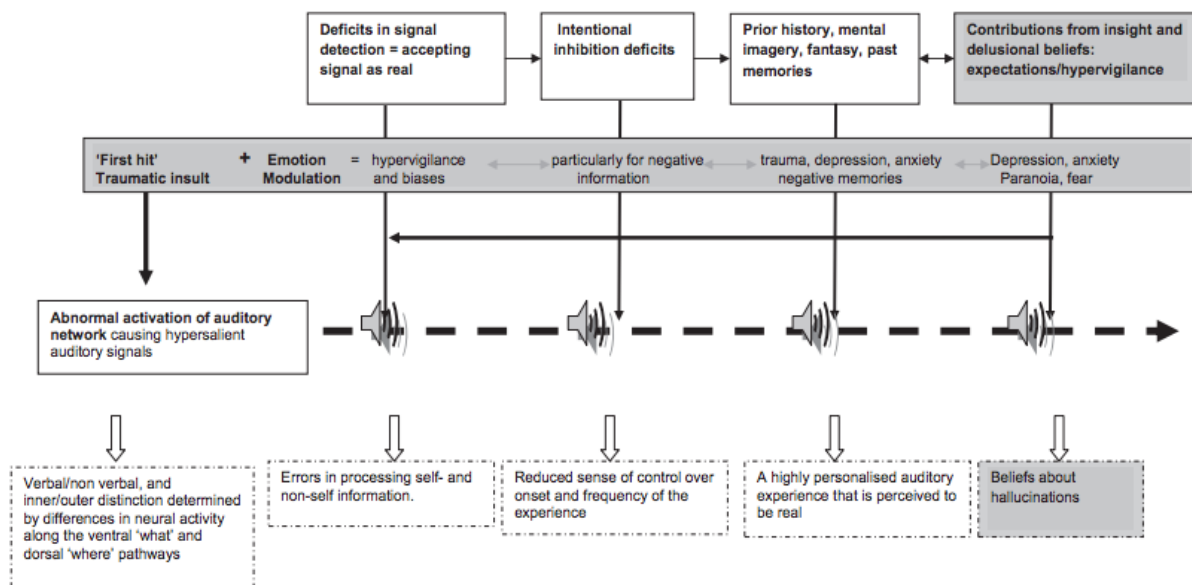 Deficits in signal
detection = accepting
signal as real
Intentional
inhibition deficits
Prior history, mental
imagery, fantasy, past
memories
Contributions from insight and
delusional beliefs:
expectations/hypervigilance
'First hit'
Traumatic insult
+
Emotion
Modulation
=
hypervigilance
and biases
particularly for negative
information
trauma, depression, anxiety
negative memories
Depression, anxiety
Paranoia, fear
Abnormal activation of auditory
network causing hypersalient
auditory signals
Verbal/non verbal, and
inner/outer distinction determined
by differences in neural activity
along the ventral 'what' and
dorsal 'where' pathways
Errors in processing self- and
non-self information.
Reduced sense of control over
onset and frequency of the
experience
A highly personalised auditory
experience that is perceived to
be real
Beliefs about
hallucinations